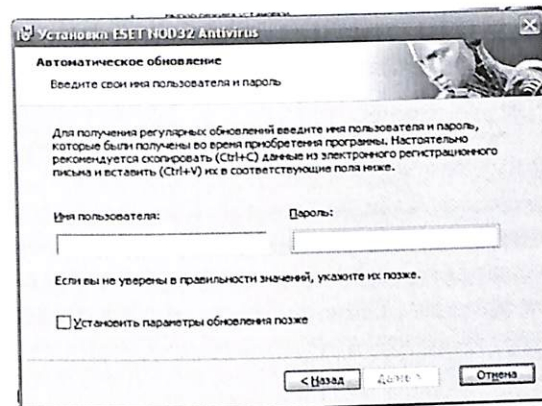 Установка ESET NOD32 Antivirus
Автоматическое обновление
Введите свои имя пользователя и пароль
Для получения регулярных обновлений введите имя пользователя и пароль,
которые были получены во время приобретения программы. Настоятельно
рекомендуется скопировать (Ctrl+C) данные из электронного регистрационного
письма и вставить (Ctrl+V) их в соответствующие поля ниже.
Имя пользователя: Пароль:
Если вы не уверены в правильности значений, укажите их позже.
Установить параметры обновления позже
< Назад Далее > Отмена